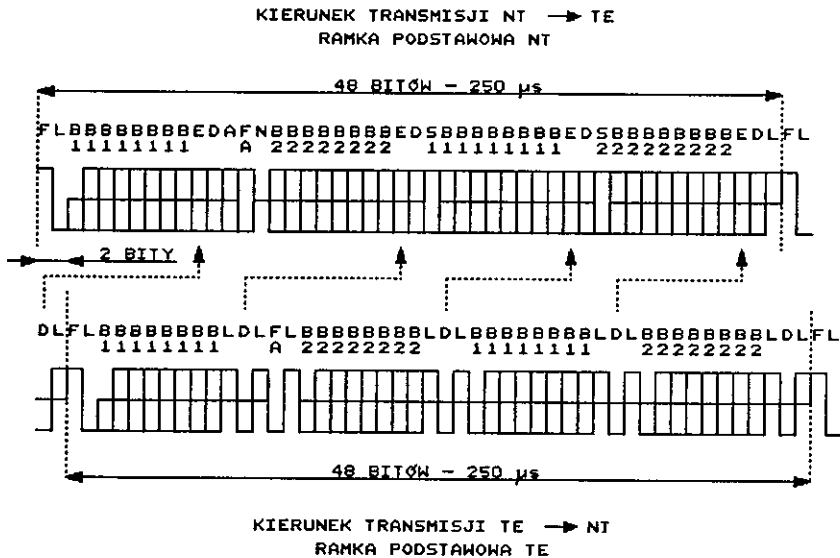 KIERUNEK TRANSMISJI NT → TE
RAMKA PODSTAWOWA NT
48 BITÓW - 250 µs
FLBBBBBBBBEDAFNBBBBBBBBEDSBBBBBBBBEDSBBBBBBBBEDLFL
11111111 A 22222222 11111111 22222222
2 BITY
DLFLBBBBBBBBLDLFLBBBBBBBBLDLBBBBBBBBLDLBBBBBBBBLDLFL
11111111 A 22222222 11111111 22222222
48 BITÓW - 250 µs
KIERUNEK TRANSMISJI TE → NT
RAMKA PODSTAWOWA TE